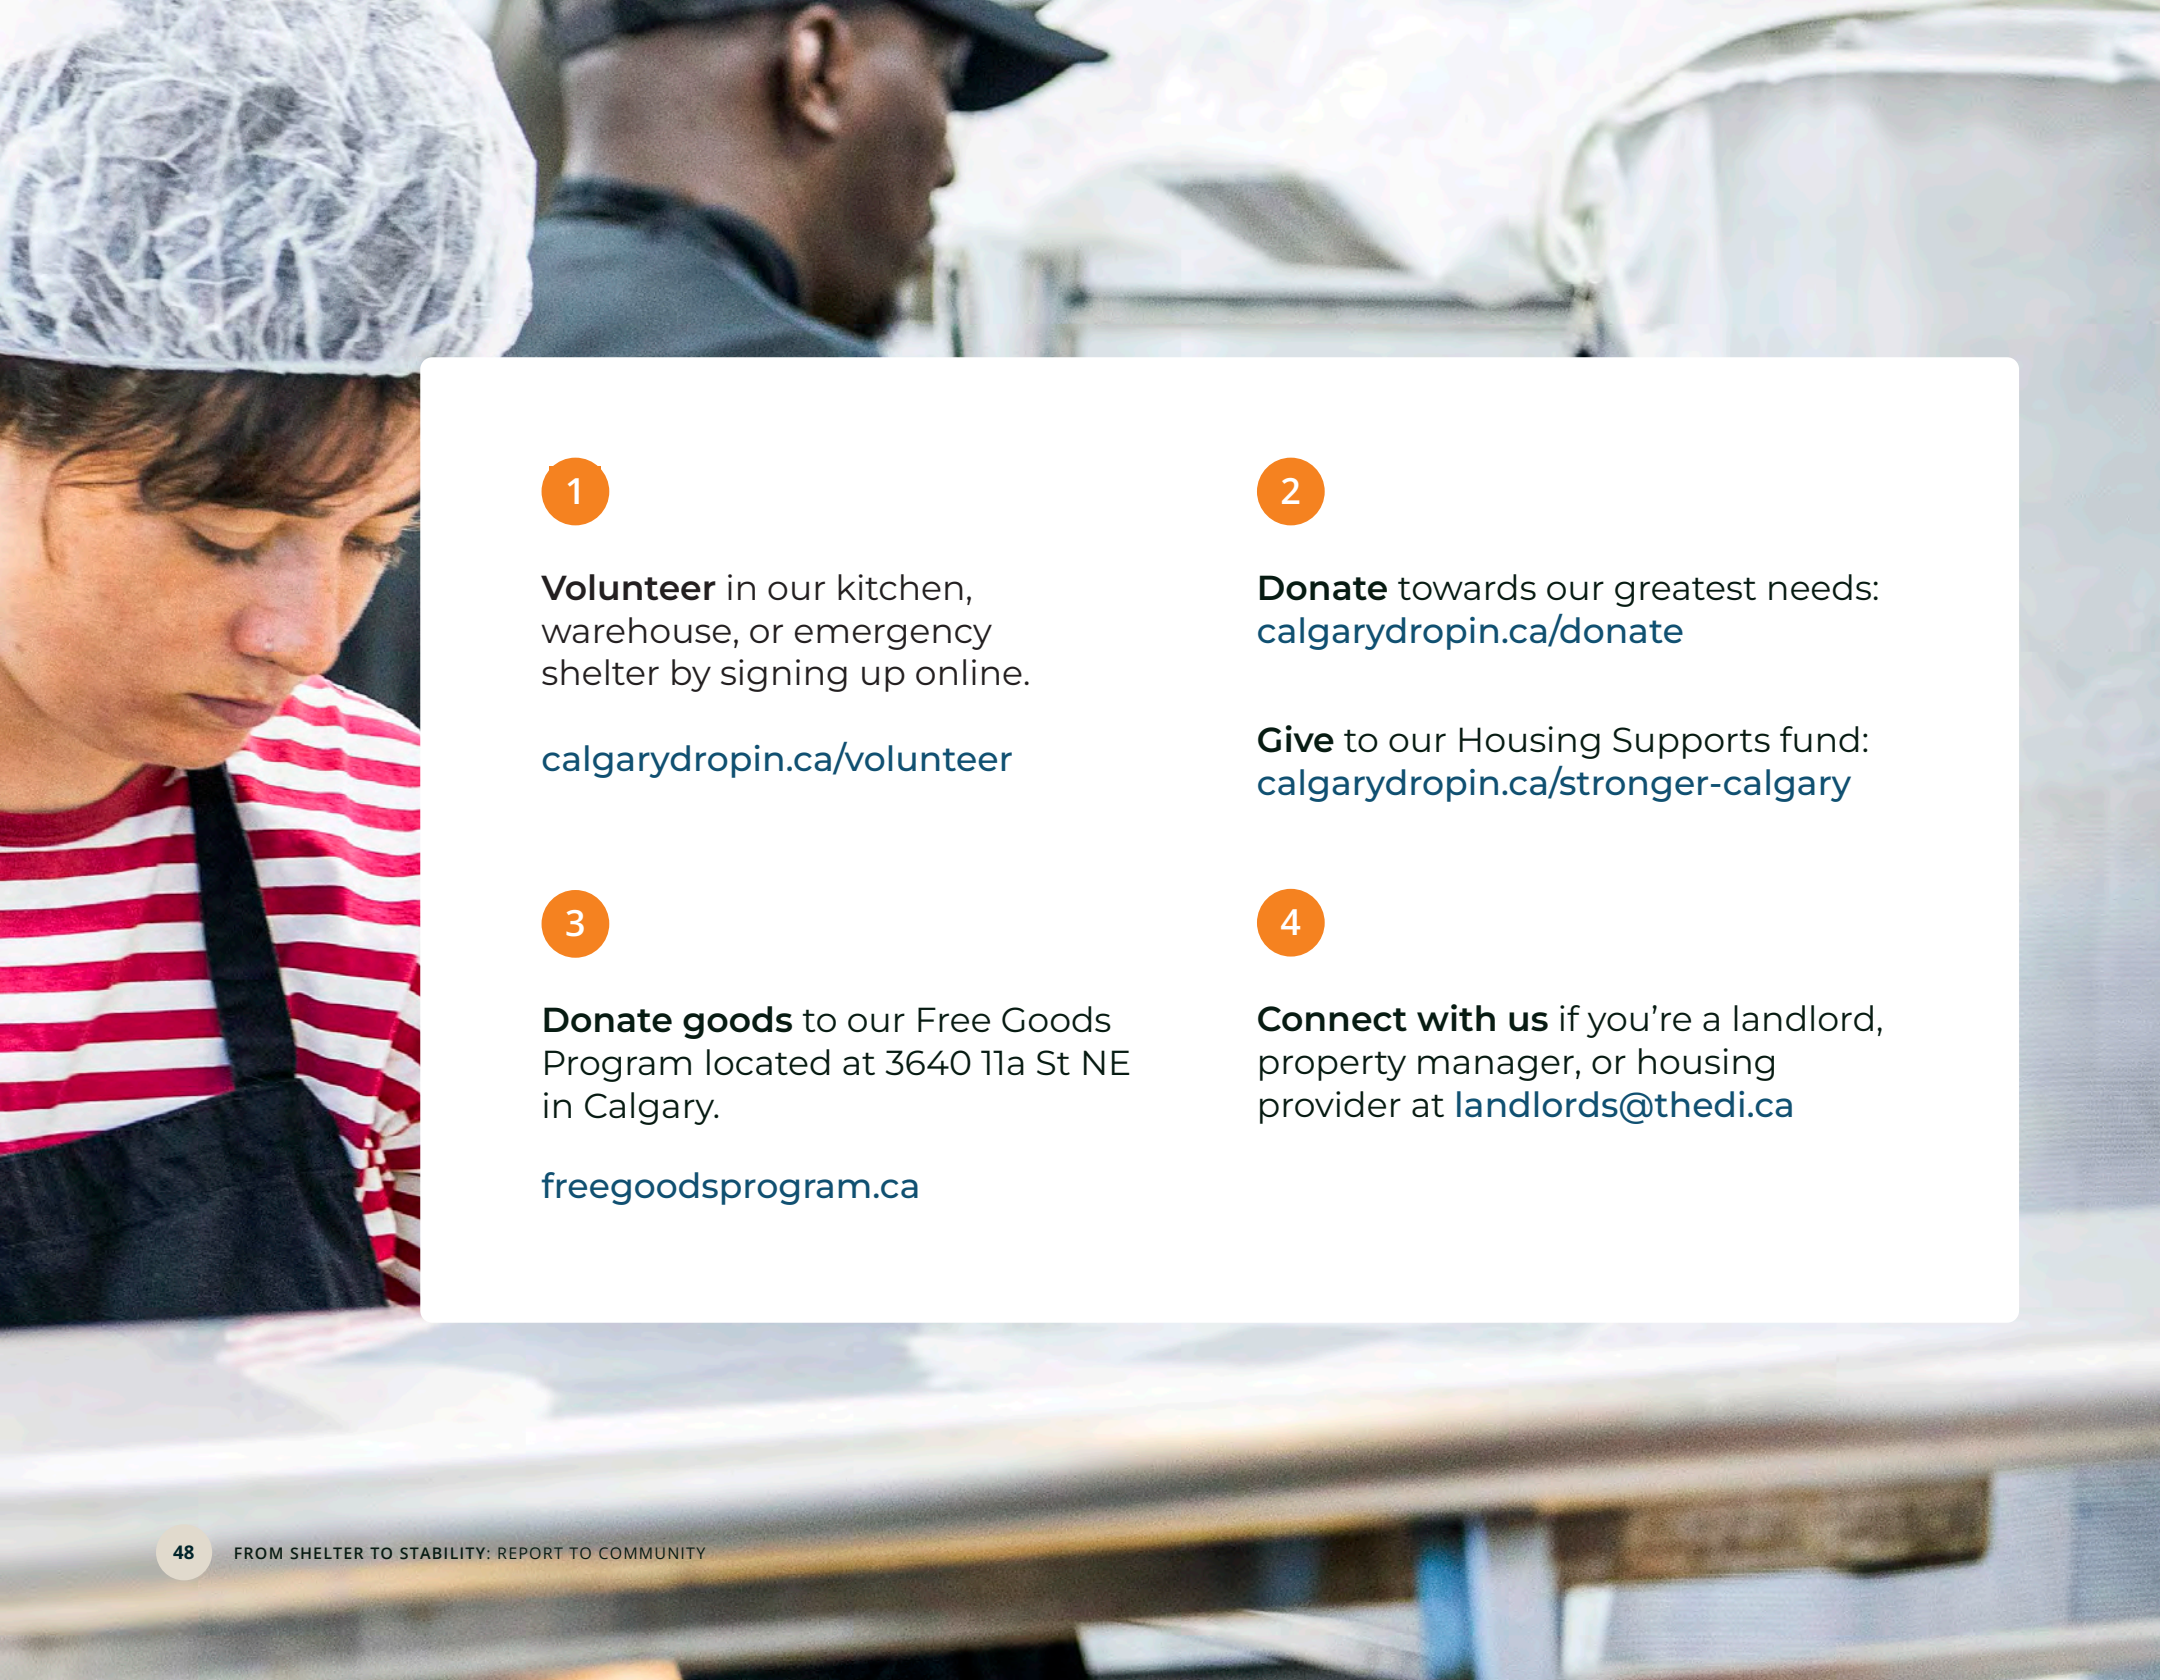 1
Volunteer in our kitchen,
warehouse, or emergency
shelter by signing up online.
calgarydropin.ca/volunteer
2
Donate towards our greatest needs:
calgarydropin.ca/donate
Give to our Housing Supports fund:
calgarydropin.ca/stronger-calgary
3
Donate goods to our Free Goods
Program located at 3640 11a St NE
in Calgary.
freegoodsprogram.ca
4
Connect with us if you're a landlord,
property manager, or housing
provider at landlords@thedi.ca
48 FROM SHELTER TO STABILITY: REPORT TO COMMUNITY